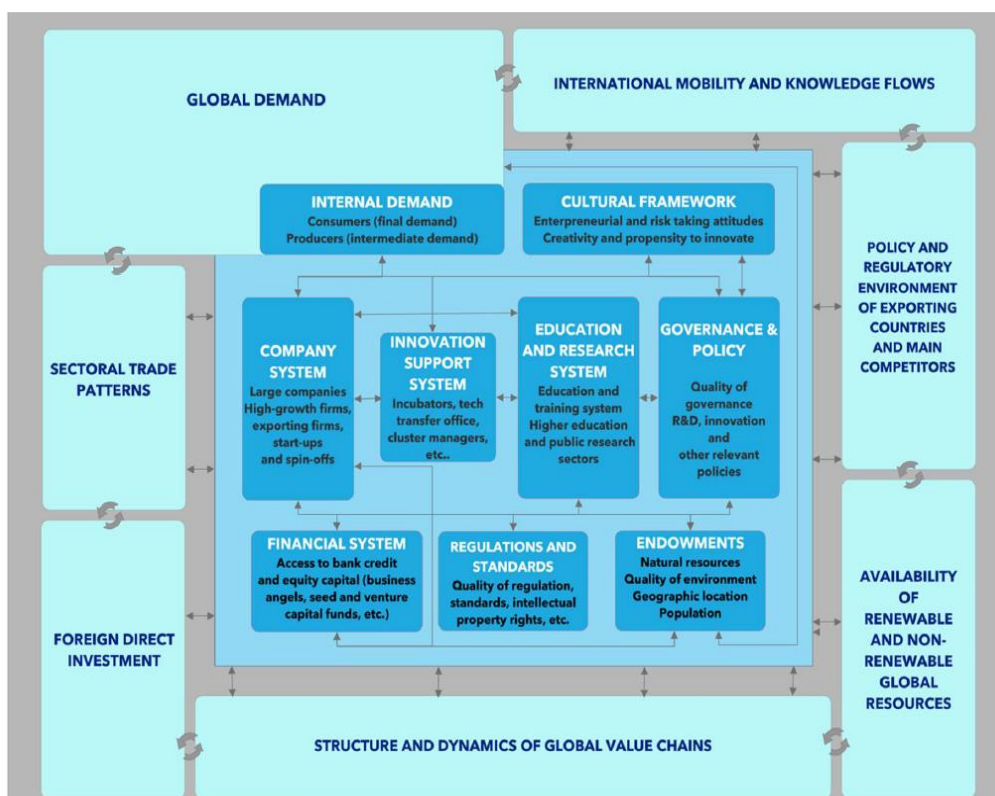 GLOBAL DEMAND
INTERNATIONAL MOBILITY AND KNOWLEDGE FLOWS
INTERNAL DEMAND
Consumers (final demand)
Producers (intermediate demand)
CULTURAL FRAMEWORK
Enterpreneurial and risk taking attitudes
Creativity and propensity to innovate
POLICY AND
REGULATORY
ENVIRONMENT
OF EXPORTING
COUNTRIES
AND MAIN
COMPETITORS
SECTORAL TRADE
PATTERNS
COMPANY
SYSTEM
Large companies
High-growth firms,
exporting firms,
start-ups
and spin-offs
INNOVATION
SUPPORT
SYSTEM
Incubators, tech
transfer office,
cluster managers,
etc..
EDUCATION
AND RESEARCH
SYSTEM
Education and
training system
Higher education
and public research
sectors
GOVERNANCE &
POLICY
Quality of
governance
R&D, innovation
and
other relevant
policies
FINANCIAL SYSTEM
Access to bank credit
and equity capital (business
angels, seed and venture
capital funds, etc.)
REGULATIONS AND
STANDARDS
Quality of regulation,
standards, intellectual
property rights, etc.
ENDOWMENTS
Natural resources
Quality of environment
Geographic location
Population
FOREIGN DIRECT
INVESTMENT
AVAILABILITY
OF
RENEWABLE
AND NON-
RENEWABLE
GLOBAL
RESOURCES
STRUCTURE AND DYNAMICS OF GLOBAL VALUE CHAINS